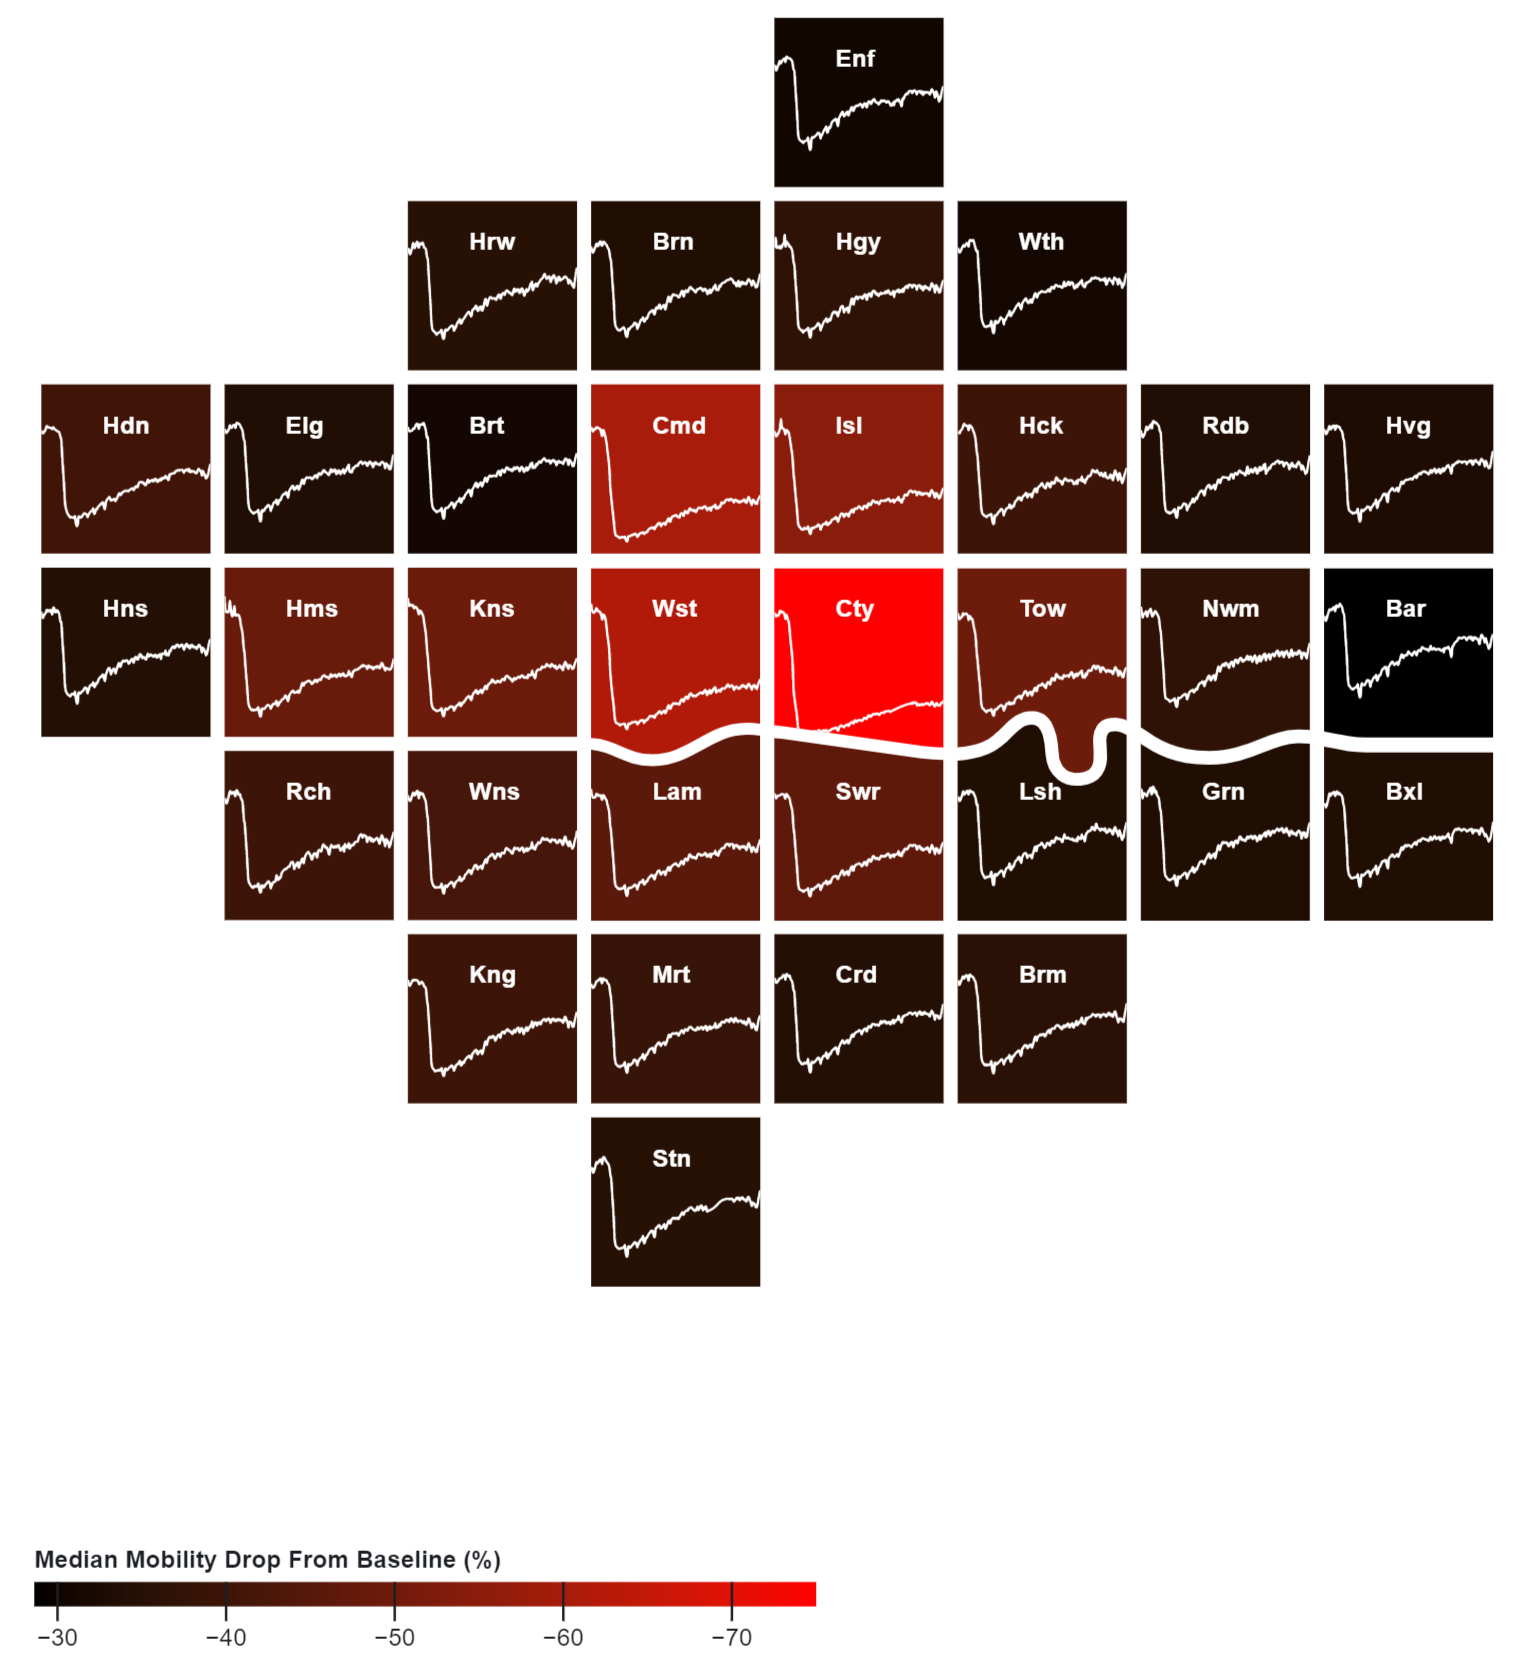 Enf
Hrw Brn Hgy Wth
Hdn Elg Brt Cmd Isl Hck Rdb Hvg
Hns Hms Kns Wst Cty Tow Nwm Bar
Rch Wns Lam Swr Lsh Grn Bxl
Kng Mrt Crd Brm
Stn
Median Mobility Drop From Baseline (%)
−30 −40 −50 −60 −70